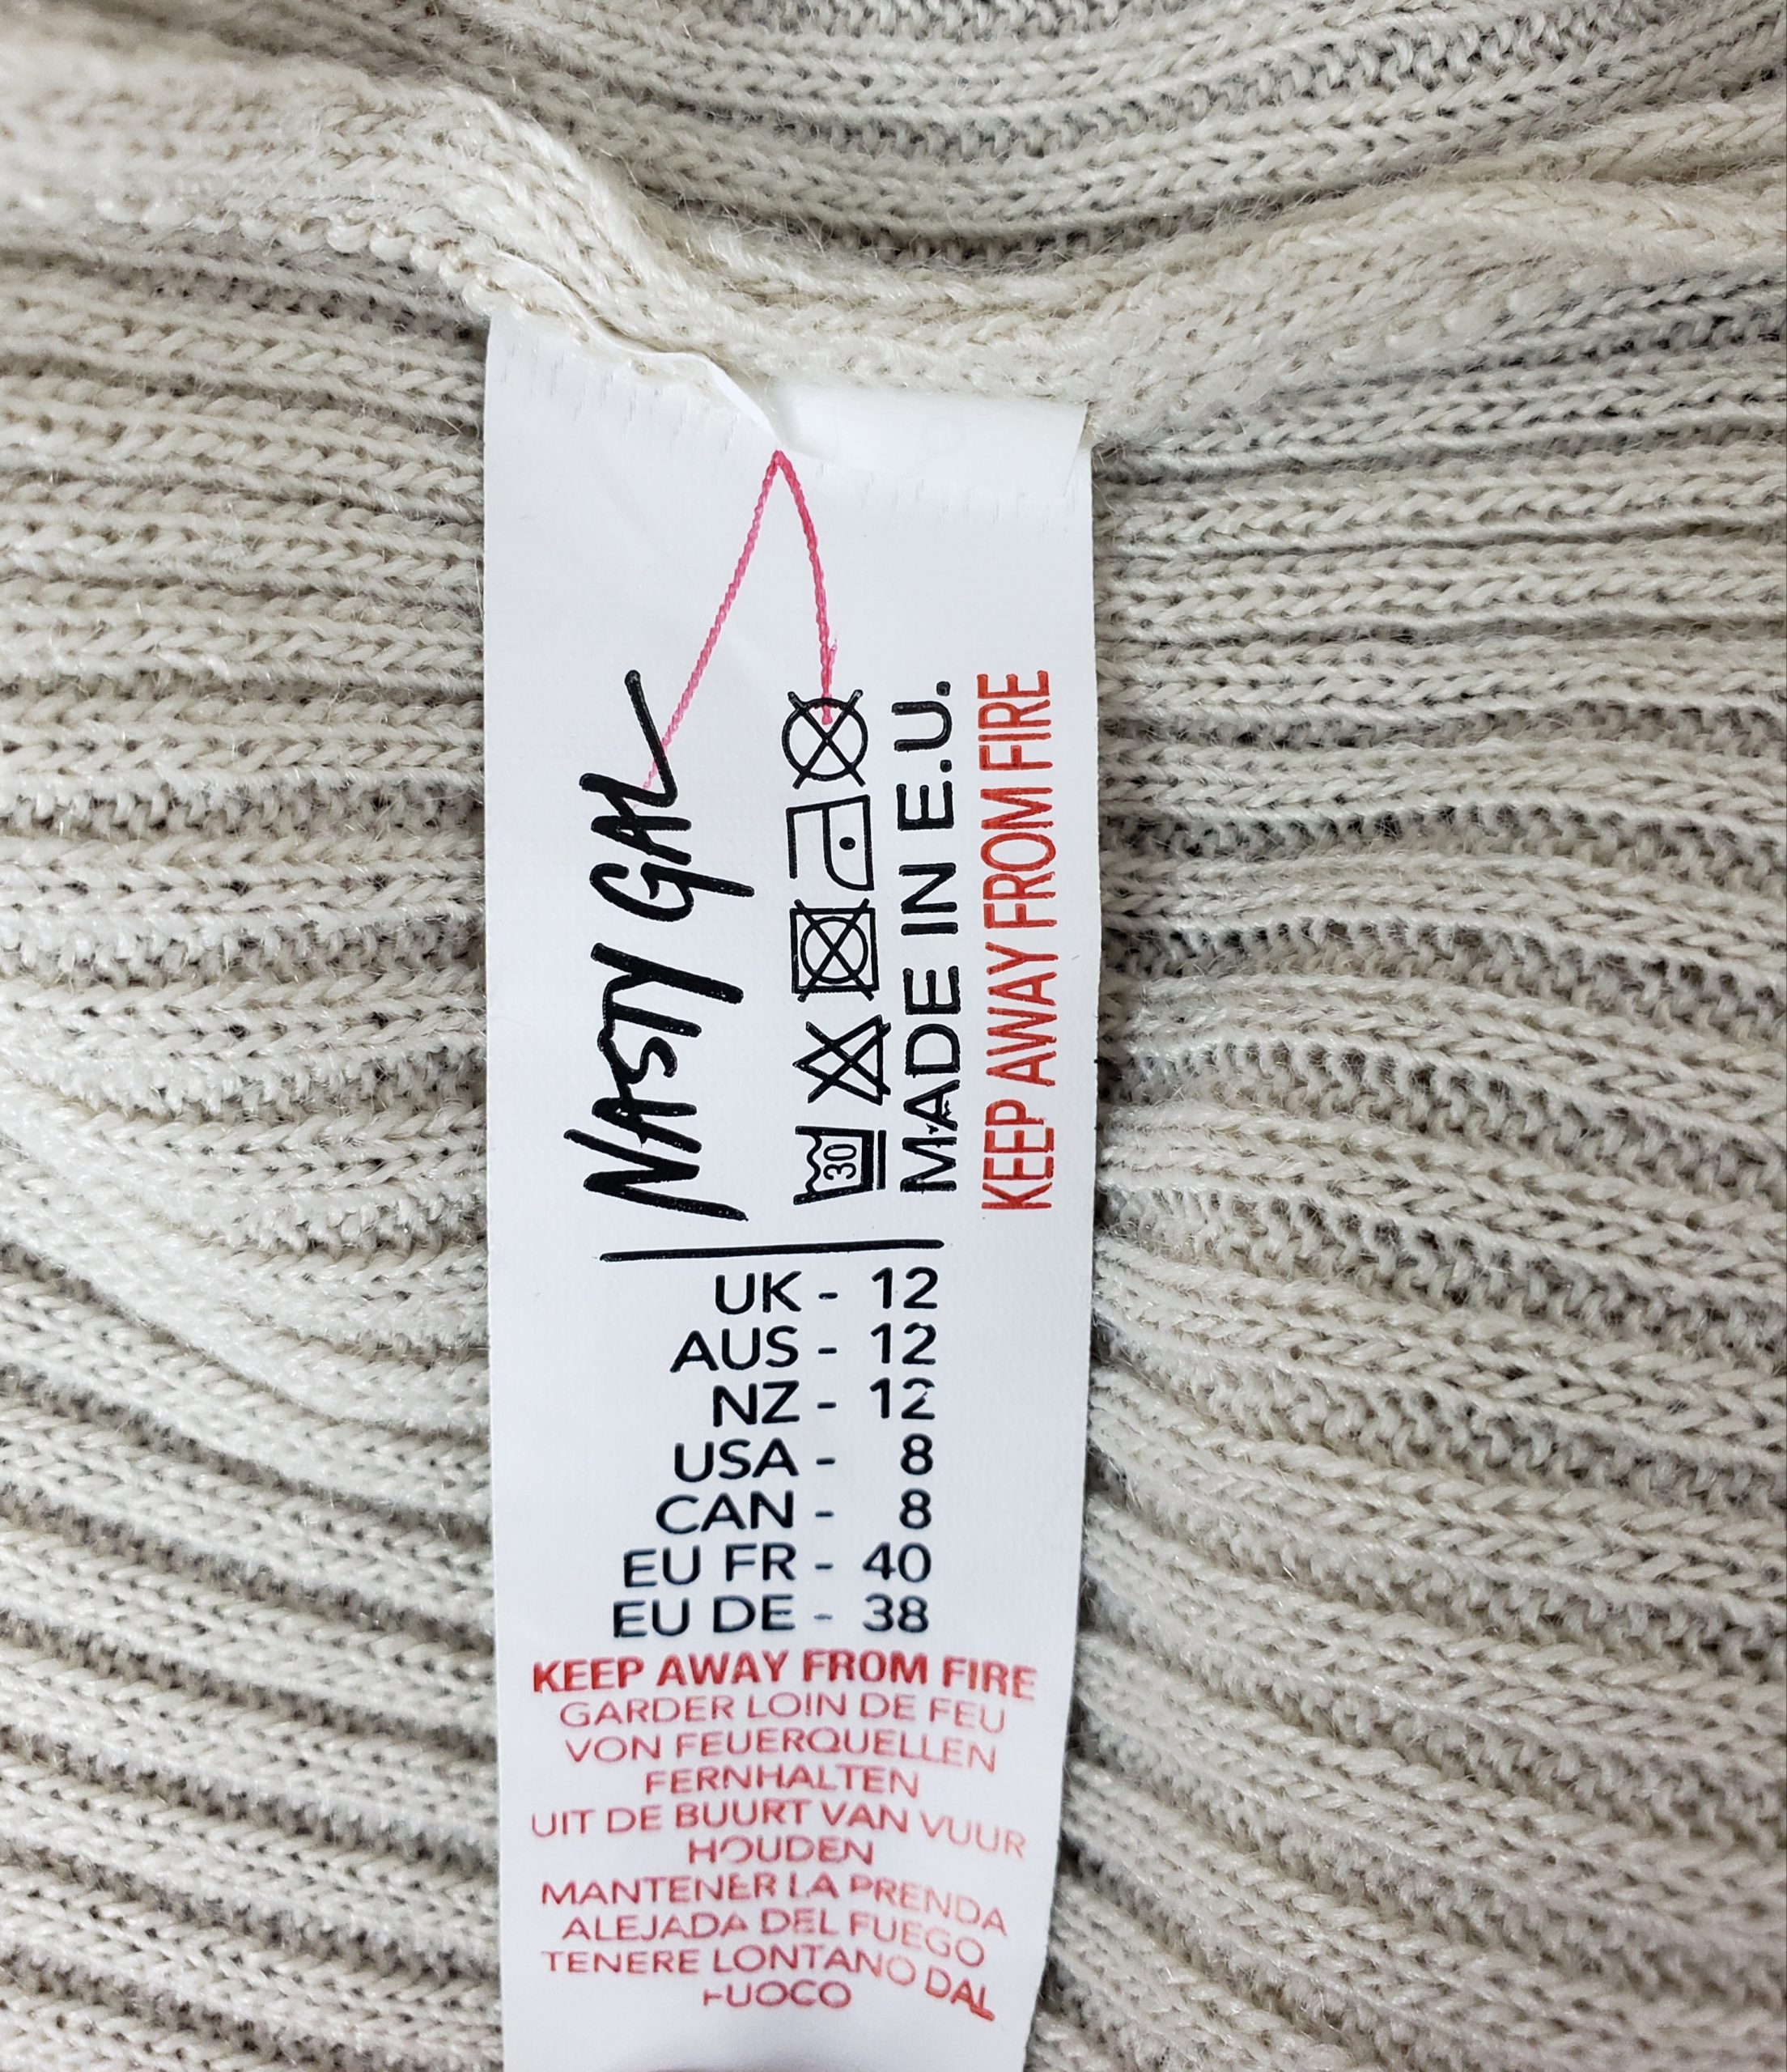 NASTY GAL
30
MADE IN E.U.
KEEP AWAY FROM FIRE
UK - 12
AUS - 12
NZ - 12
USA - 8
CAN - 8
EU FR - 40
EU DE - 38
KEEP AWAY FROM FIRE
GARDER LOIN DE FEU
VON FEUERQUELLEN
FERNHALTEN
UIT DE BUURT VAN VUUR
HOUDEN
MANTENER LA PRENDA
ALEJADA DEL FUEGO
TENERE LONTANO DAL
FUOCO